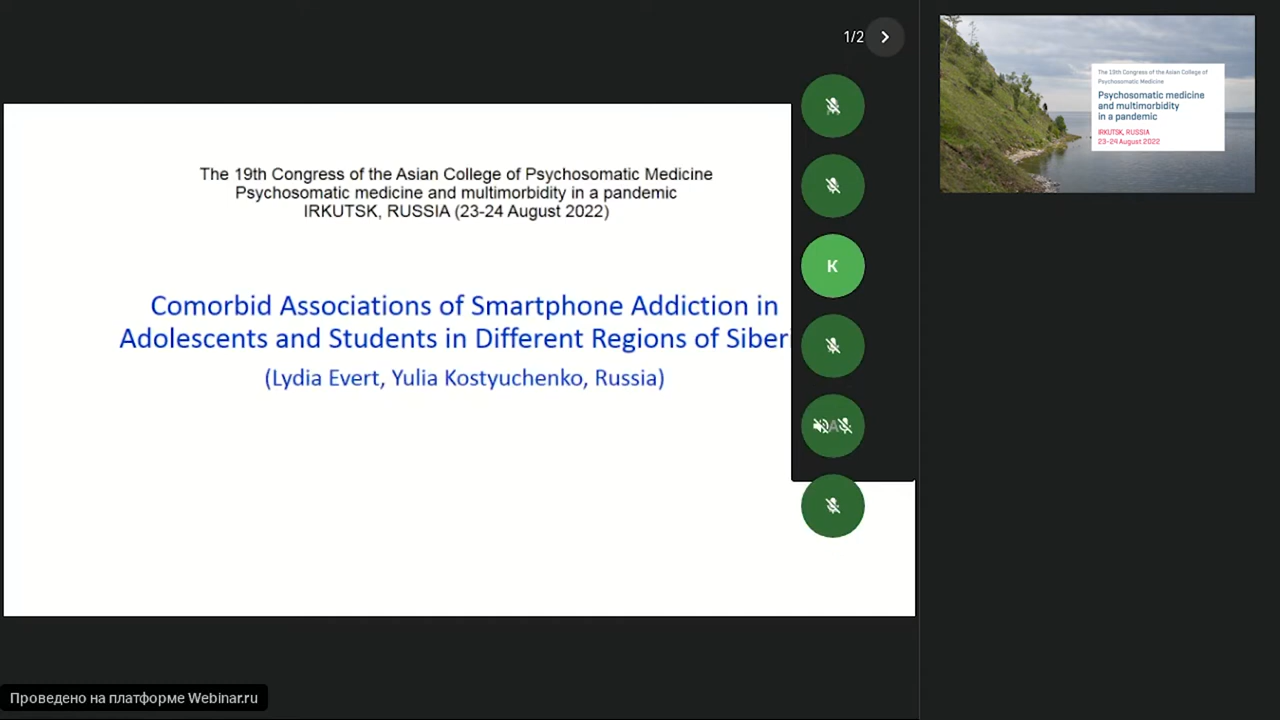 1/2
The 19th Congress of the Asian College of Psychosomatic Medicine
Psychosomatic medicine and multimorbidity in a pandemic
IRKUTSK, RUSSIA (23-24 August 2022)
Comorbid Associations of Smartphone Addiction in
Adolescents and Students in Different Regions of Siberi
(Lydia Evert, Yulia Kostyuchenko, Russia)
K
A
The 19th Congress of the Asian College of
Psychosomatic Medicine
Psychosomatic medicine
and multimorbidity
in a pandemic
IRKUTSK, RUSSIA
23-24 August 2022
Проведено на платформе Webinar.ru